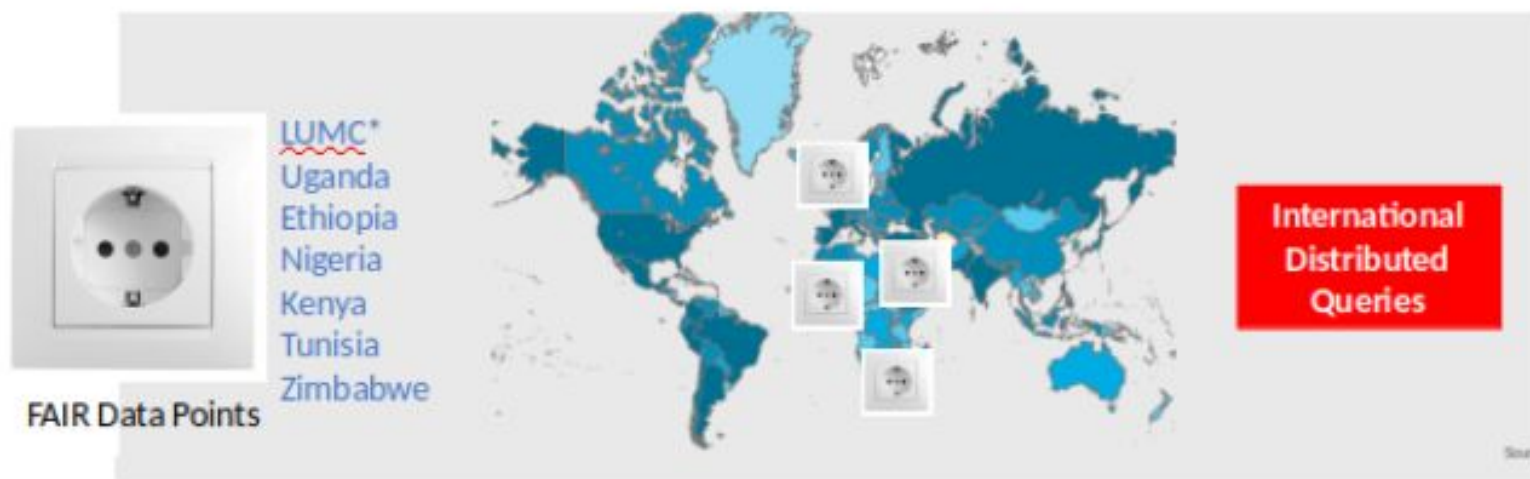 LUMC*
Uganda
Ethiopia
Nigeria
Kenya
Tunisia
Zimbabwe
FAIR Data Points
International
Distributed
Queries